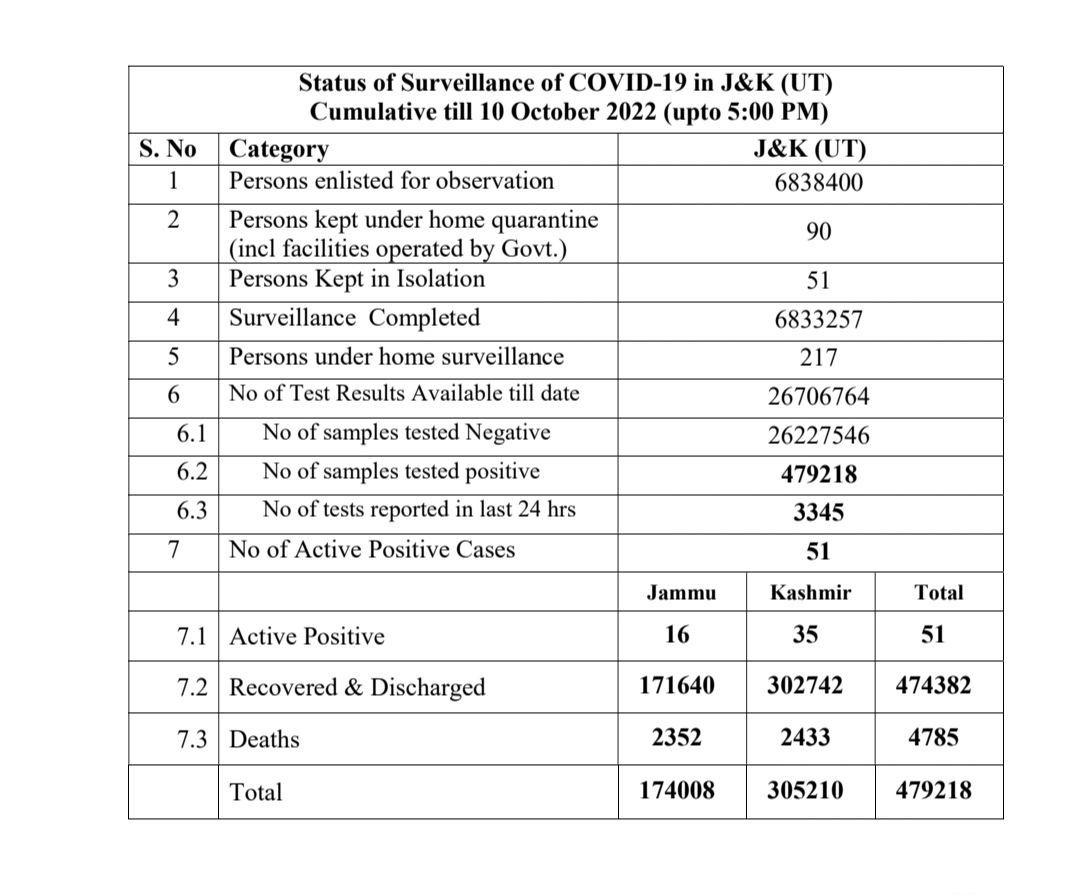 Status of Surveillance of COVID-19 in J&K (UT)
Cumulative till 10 October 2022 (upto 5:00 PM)
S. No Category J&K (UT)
1 Persons enlisted for observation 6838400
2 Persons kept under home quarantine (incl facilities operated by Govt.) 90
3 Persons Kept in Isolation 51
4 Surveillance Completed 6833257
5 Persons under home surveillance 217
6 No of Test Results Available till date 26706764
6.1 No of samples tested Negative 26227546
6.2 No of samples tested positive 479218
6.3 No of tests reported in last 24 hrs 3345
7 No of Active Positive Cases 51
Jammu Kashmir Total
7.1 Active Positive 16 35 51
7.2 Recovered & Discharged 171640 302742 474382
7.3 Deaths 2352 2433 4785
Total 174008 305210 479218